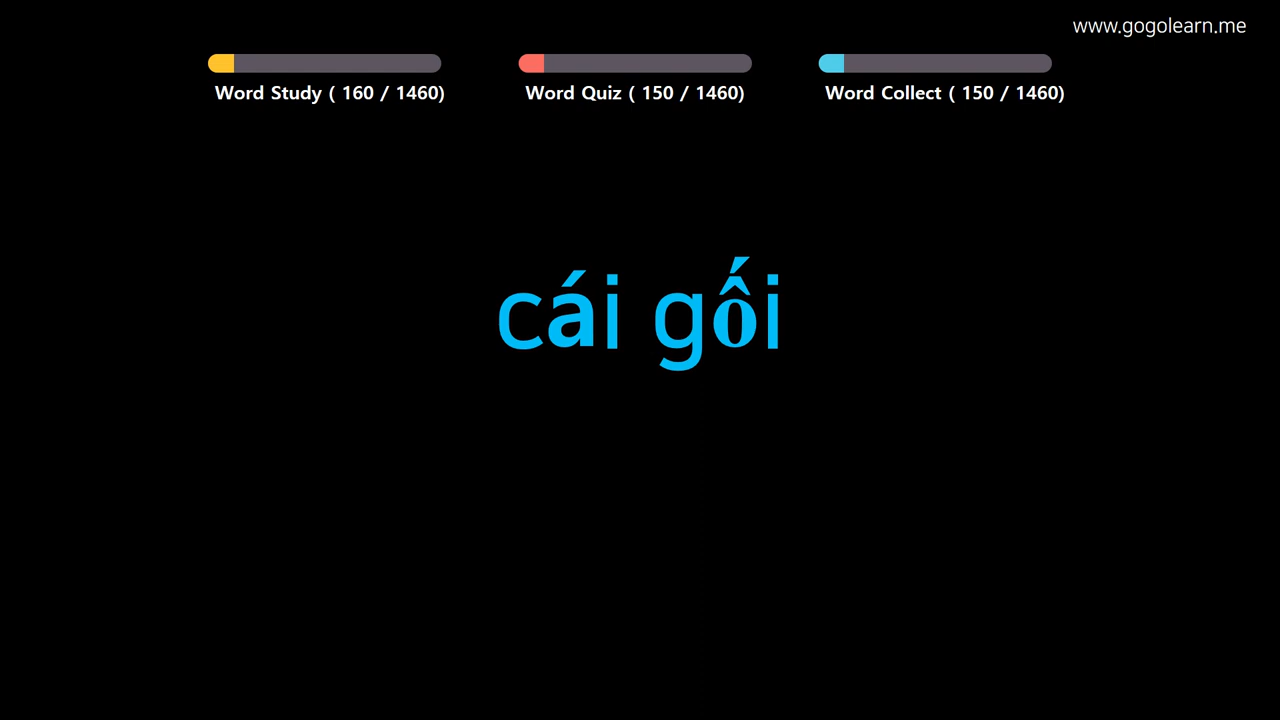 www.gogolearn.me
Word Study ( 160 / 1460)
Word Quiz ( 150 / 1460)
Word Collect ( 150 / 1460)
cái gối